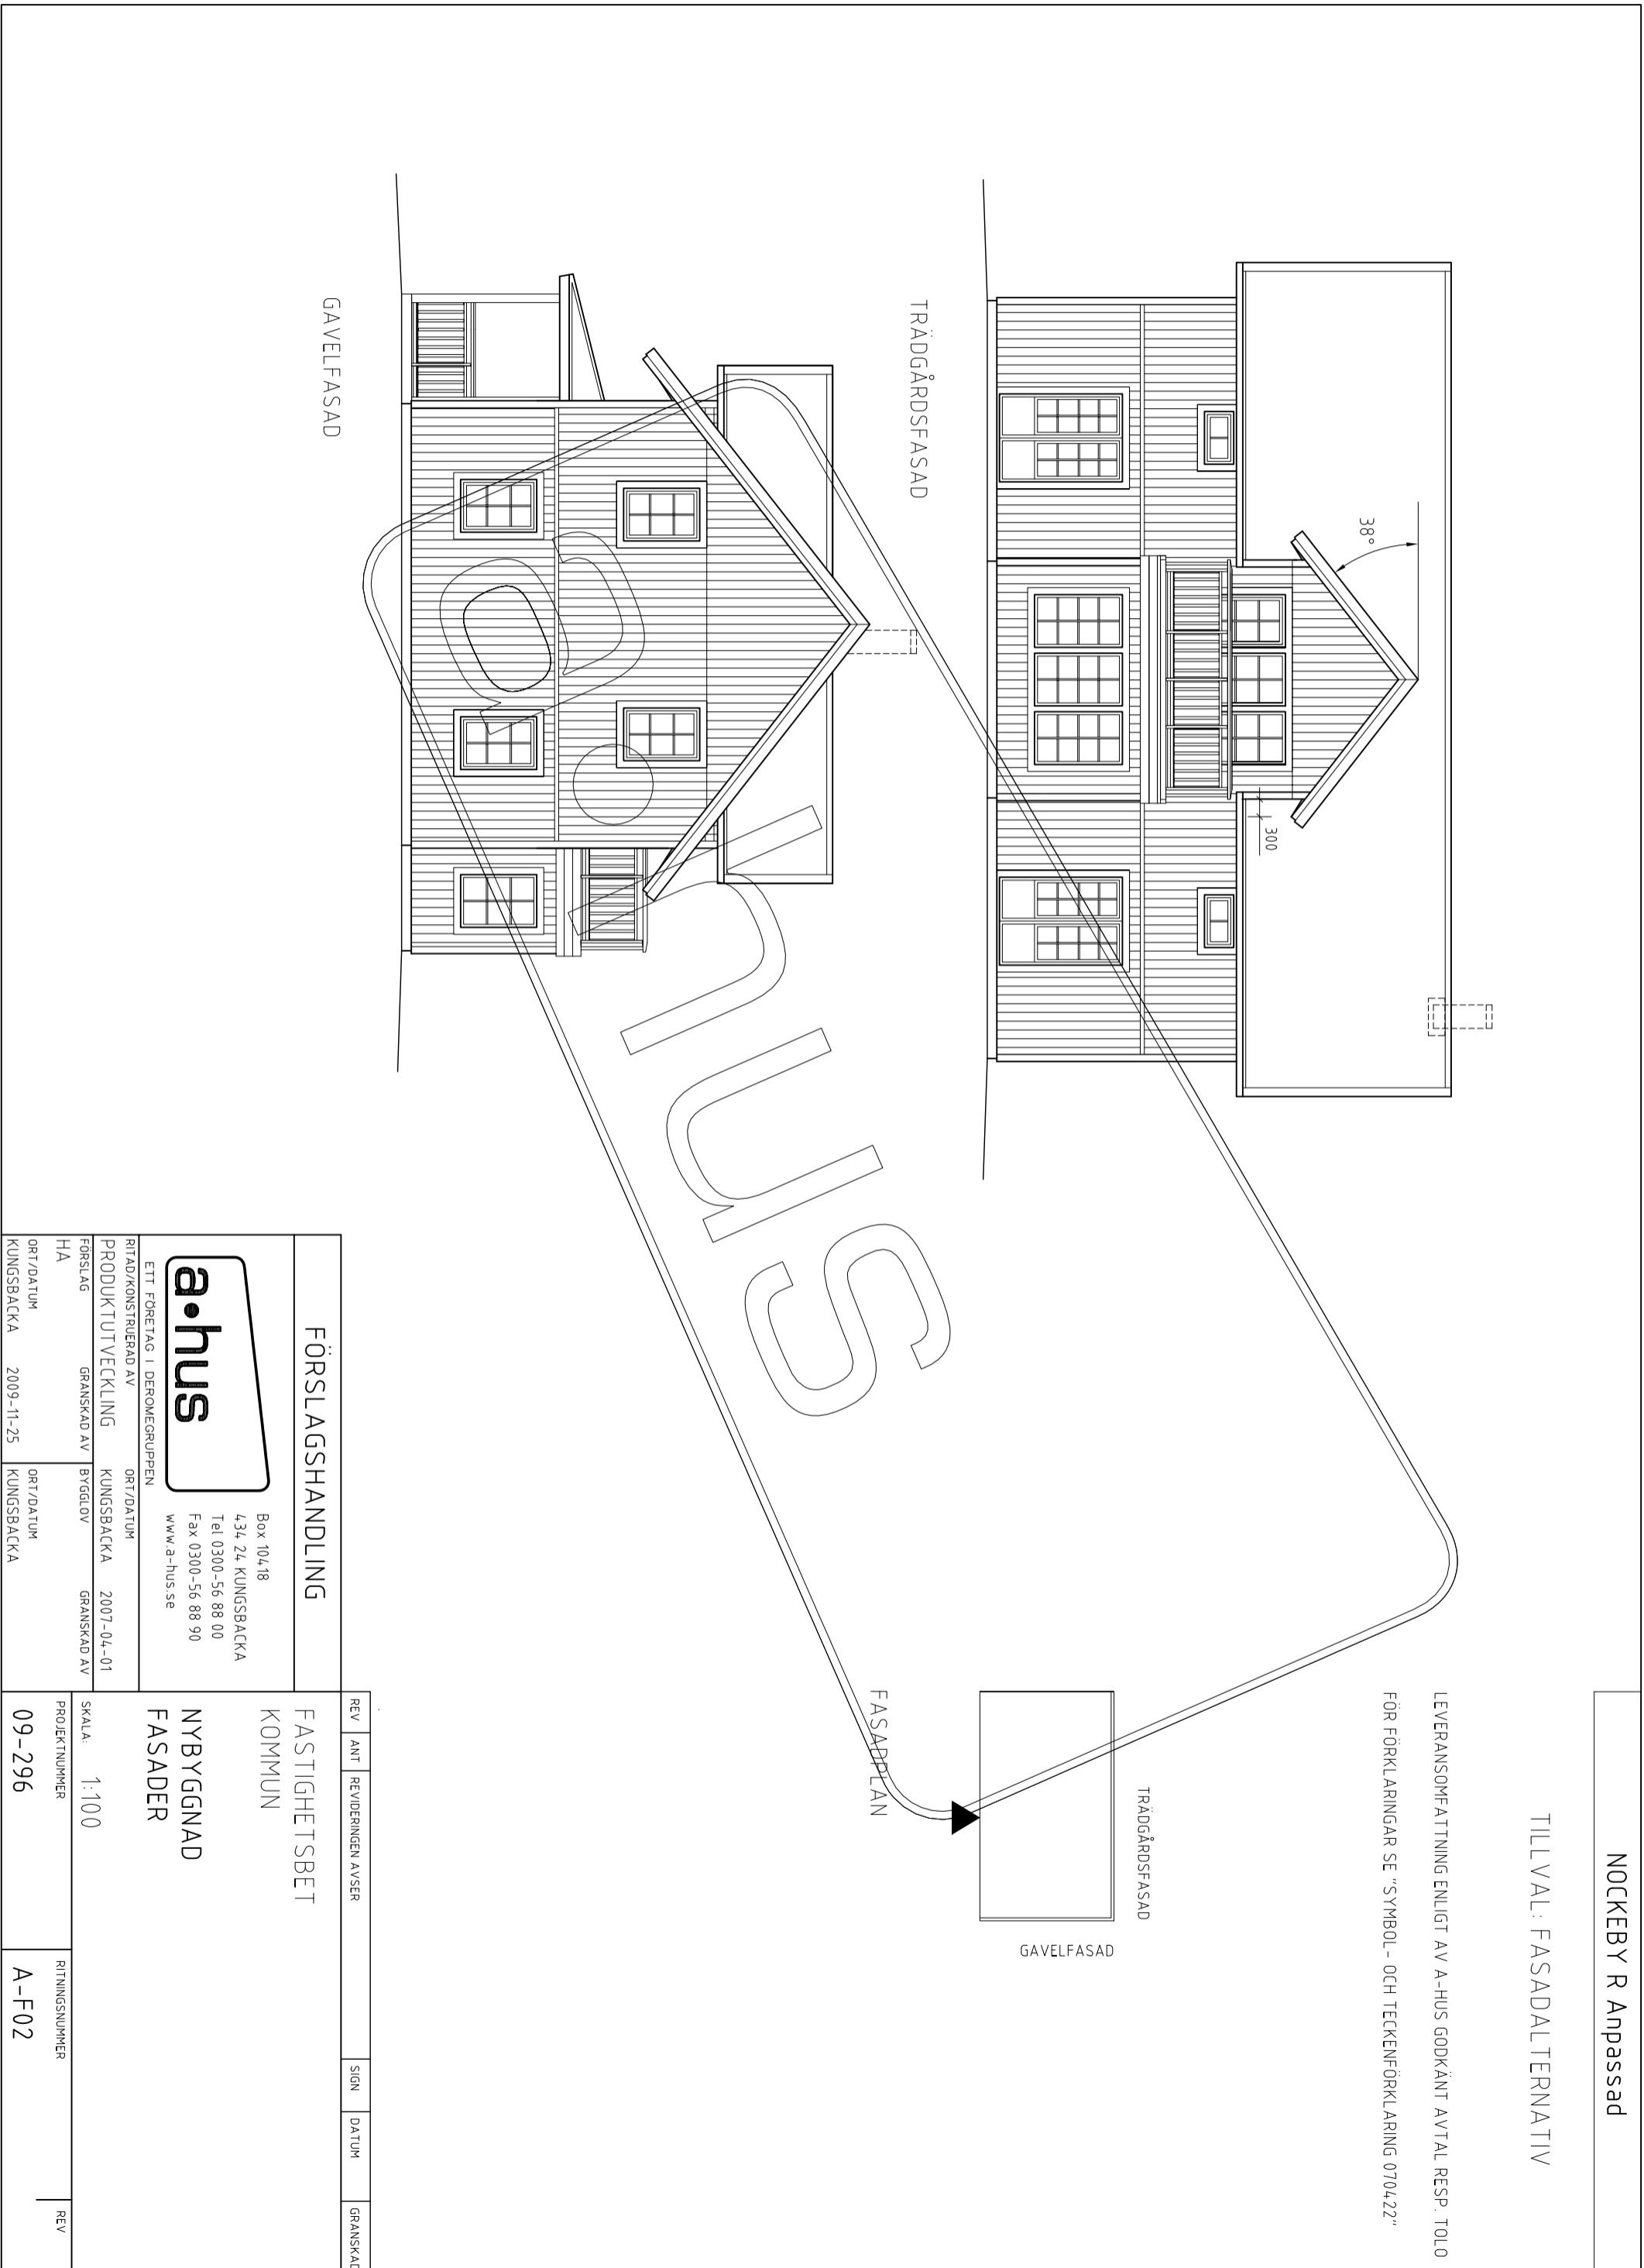 NOCKEBY R Anpassad
TILLVAL: FASADALTERNATIV
LEVERANSOMFATTNING ENLIGT AV A-HUS GODKÄNT AVTAL RESP. TOLO
FÖR FÖRKLARINGAR SE "SYMBOL- OCH TECKENFÖRKLARING 070422"
38°
300
TRÄDGÅRDSFASAD
TRÄDGÅRDSFASAD
GAVELFASAD
FASADPLAN
GAVELFASAD
a•hus
FÖRSLAGSHANDLING
a•hus
Box 10418
434 24 KUNGSBACKA
Tel 0300-56 88 00
Fax 0300-56 88 90
www.a-hus.se
ETT FÖRETAG I DEROMEGRUPPEN
RITAD/KONSTRUERAD AV ORT/DATUM
PRODUKTUTVECKLING KUNGSBACKA 2007-04-01
FÖRSLAG GRANSKAD AV BYGGLOV GRANSKAD AV
HA
ORT/DATUM ORT/DATUM
KUNGSBACKA 2009-11-25 KUNGSBACKA
REV ANT REVIDERINGEN AVSER SIGN DATUM GRANSKAD
FASTIGHETSBET
KOMMUN
NYBYGGNAD
FASADER
SKALA: 1:100
PROJEKTNUMMER RITNINGSNUMMER REV
09-296 A-F02